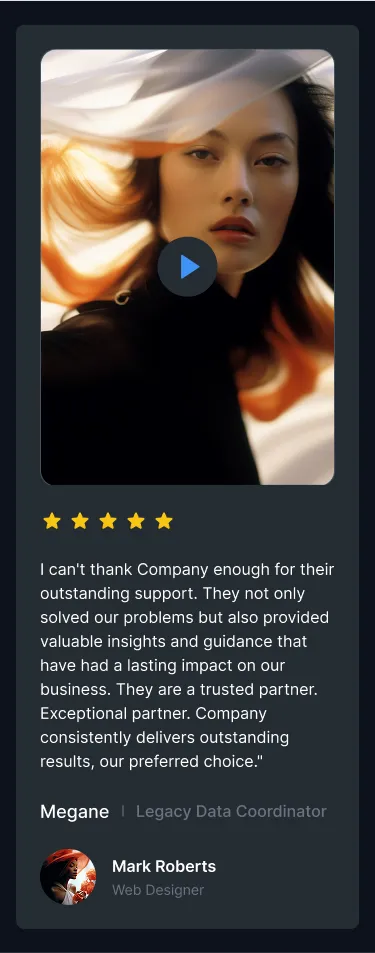 I can't thank Company enough for their
outstanding support. They not only
solved our problems but also provided
valuable insights and guidance that
have had a lasting impact on our
business. They are a trusted partner.
Exceptional partner. Company
consistently delivers outstanding
results, our preferred choice."
Megane | Legacy Data Coordinator
Mark Roberts
Web Designer